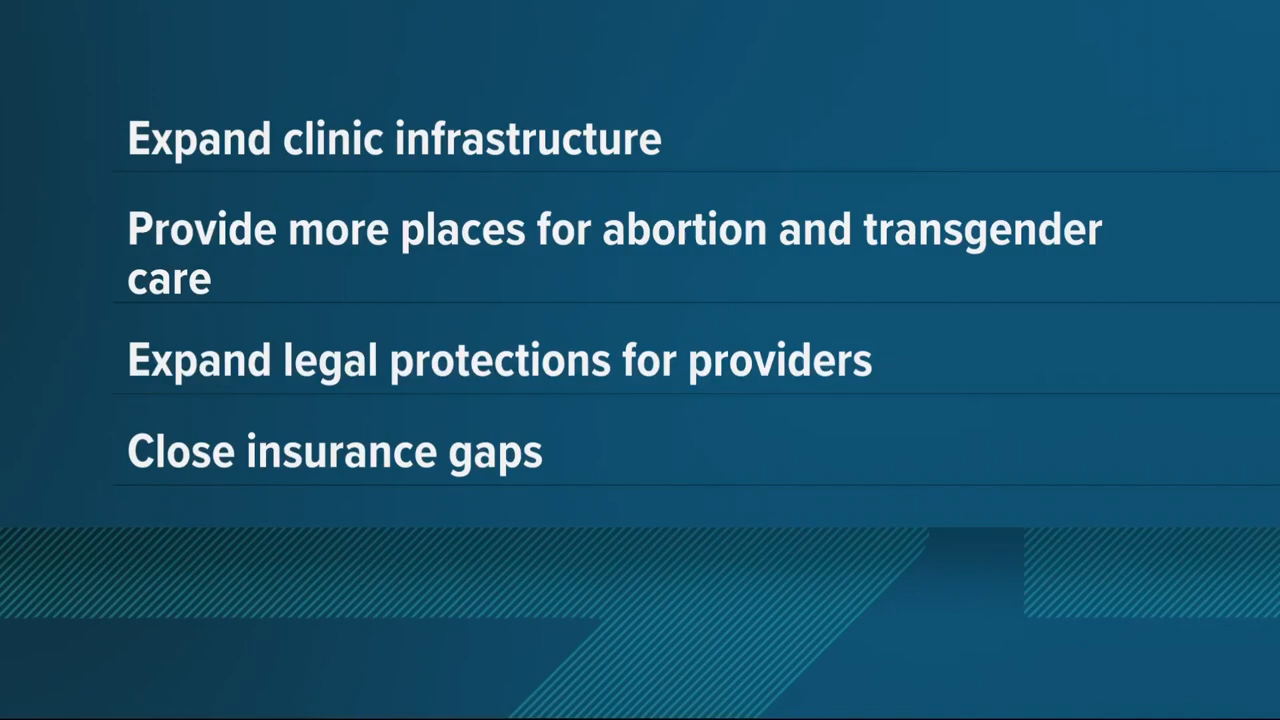 Expand clinic infrastructure
Provide more places for abortion and transgender
care
Expand legal protections for providers
Close insurance gaps